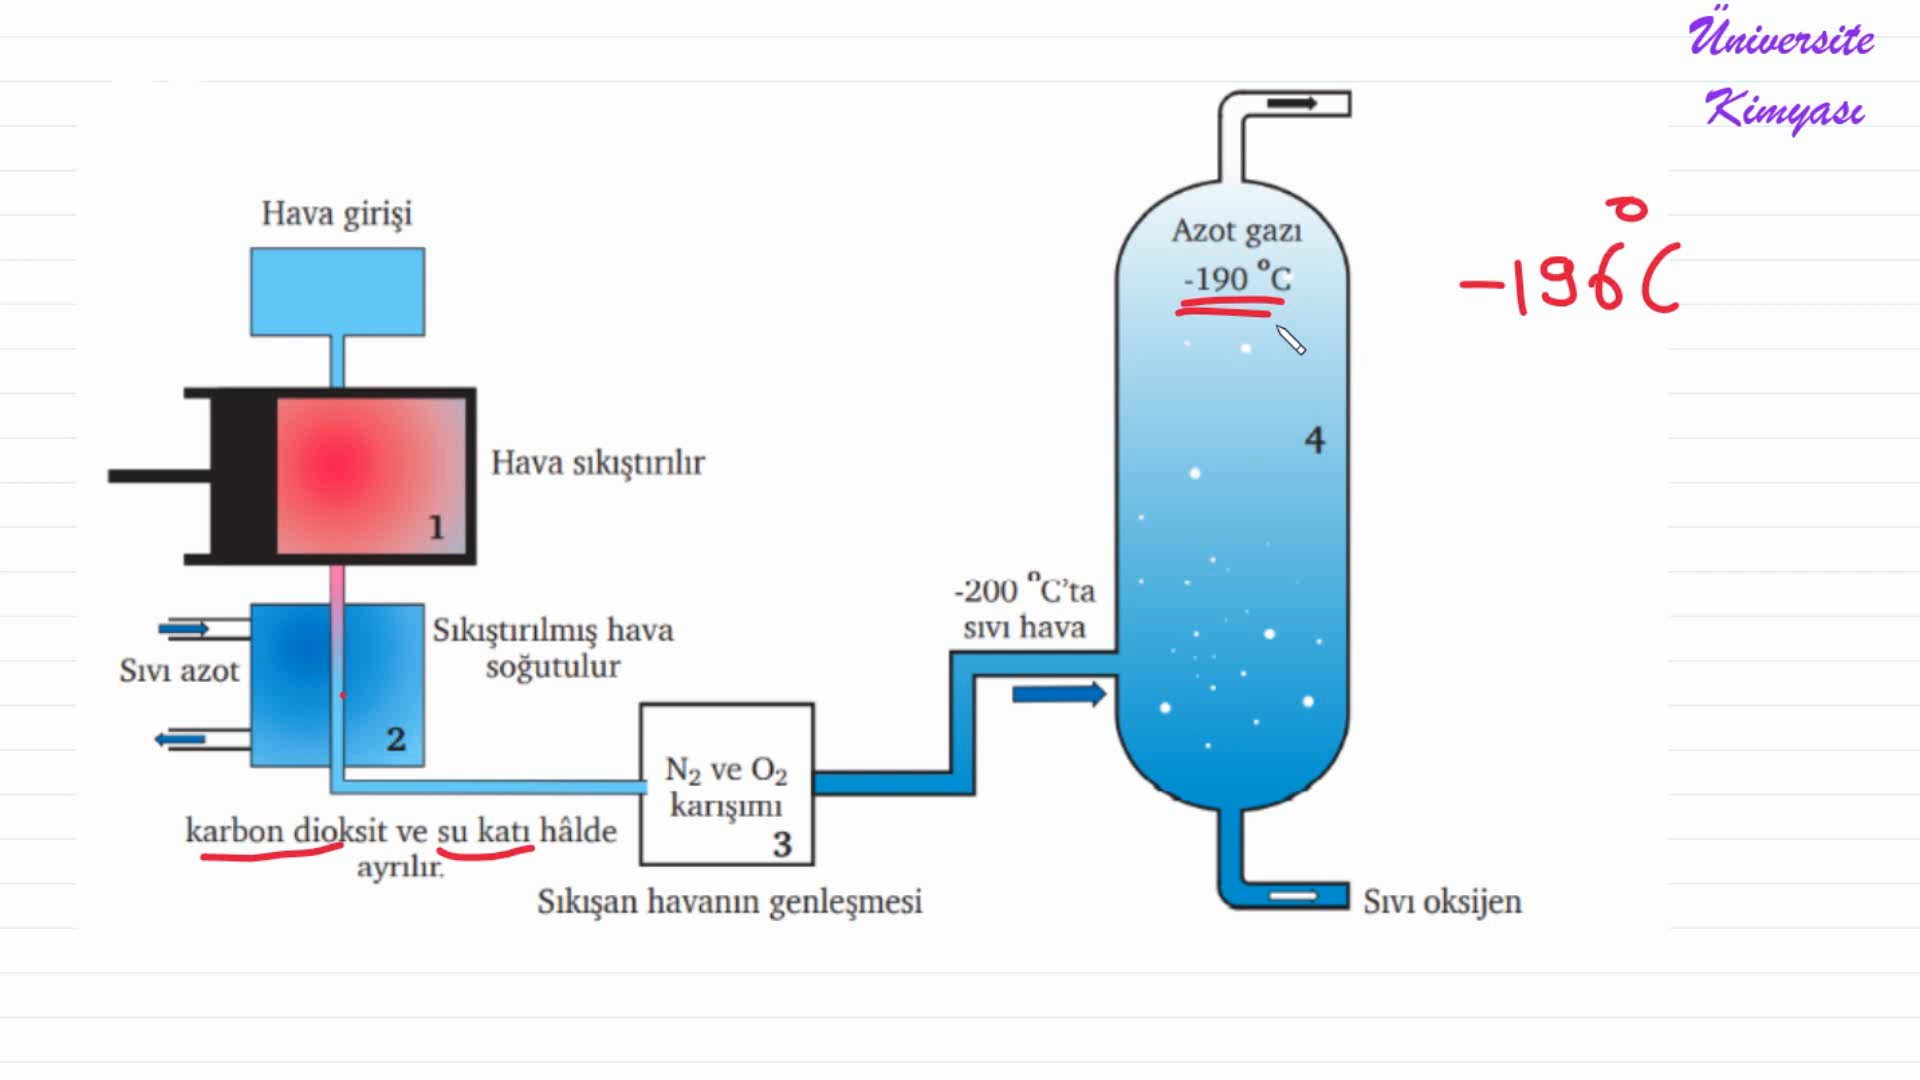 Üniversite
Kimyası
Hava girişi
Azot gazı
-190 °C
-196°C
Hava sıkıştırılır
1
4
-200 °C'ta
sıvı hava
Sıkıştırılmış hava
soğutulur
Sıvı azot
2
N₂ ve O₂
karışımı
3
karbon dioksit ve su katı hâlde
ayrılır.
Sıkışan havanın genleşmesi
Sıvı oksijen